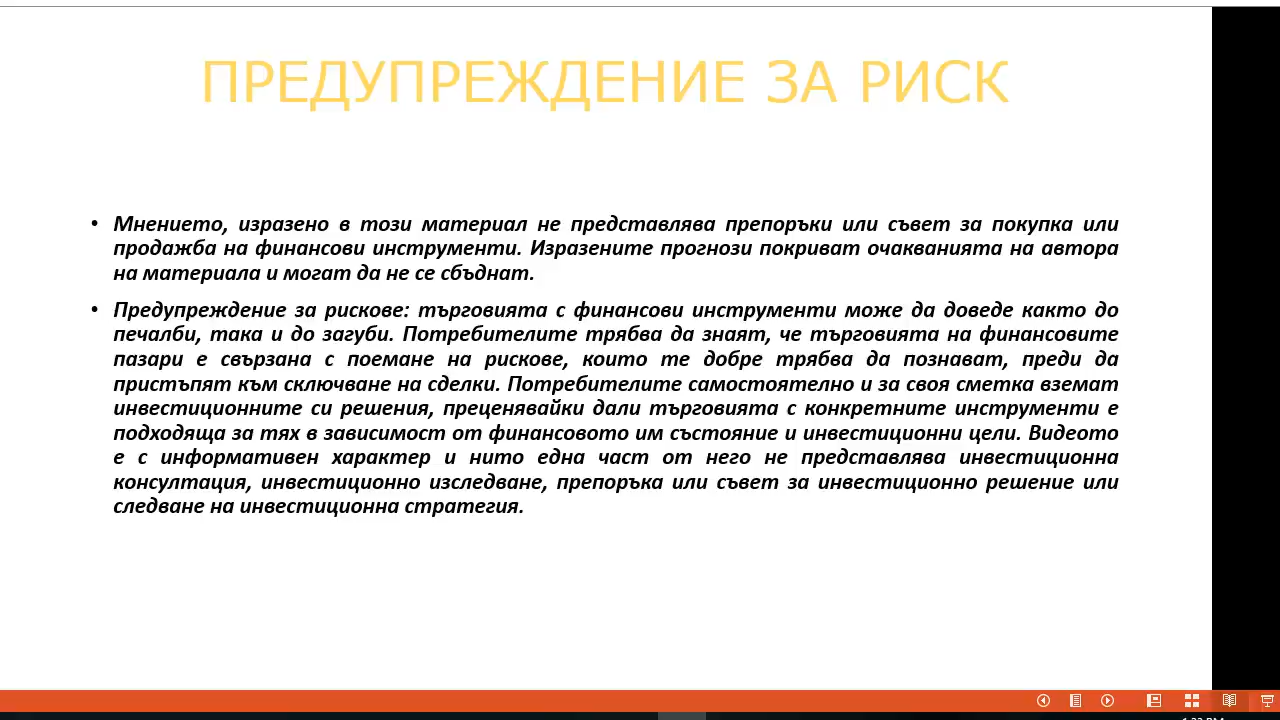 ПРЕДУПРЕЖДЕНИЕ ЗА РИСК
• Мнението, изразено в този материал не представлява препоръки или съвет за покупка или
продажба на финансови инструменти. Изразените прогнози покриват очакванията на автора
на материала и могат да не се сбъднат.
• Предупреждение за рискове: търговията с финансови инструменти може да доведе както до
печалби, така и до загуби. Потребителите трябва да знаят, че търговията на финансовите
пазари е свързана с поемане на рискове, които те добре трябва да познават, преди да
пристъпят към сключване на сделки. Потребителите самостоятелно и за своя сметка вземат
инвестиционните си решения, преценявайки дали търговията с конкретните инструменти е
подходяща за тях в зависимост от финансовото им състояние и инвестиционни цели. Видеото
е с информативен характер и нито една част от него не представлява инвестиционна
консултация, инвестиционно изследване, препоръка или съвет за инвестиционно решение или
следване на инвестиционна стратегия.